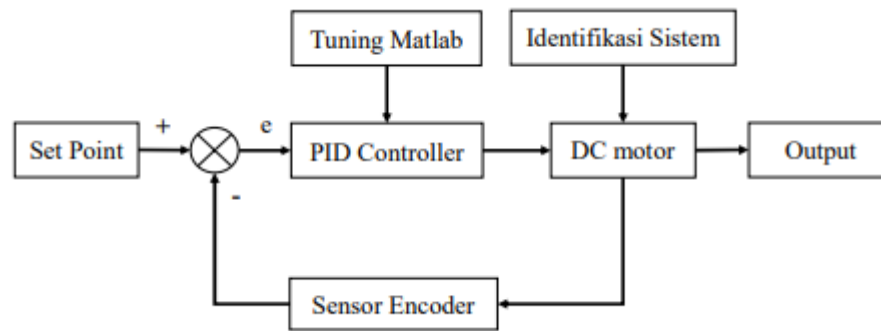 Tuning Matlab
Identifikasi Sistem
Set Point
+
e
PID Controller
DC motor
Output
-
Sensor Encoder